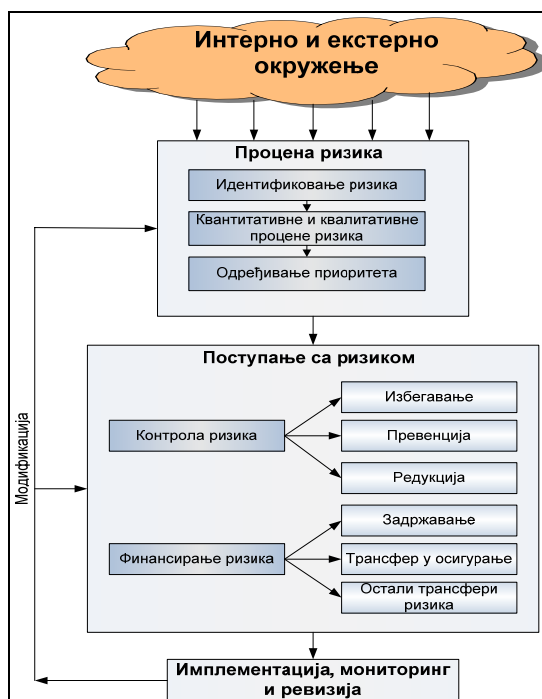 Интерно и екстерно
окружење
Процена ризика
Идентификовање ризика
Квантитативне и квалитативне
процене ризика
Одређивање приоритета
Поступање са ризиком
Избегавање
Контрола ризика
Превенција
Редукција
Задржавање
Финансирање ризика
Трансфер у осигурање
Остали трансфери
ризика
Модификација
Имплементација, мониторинг
и ревизија